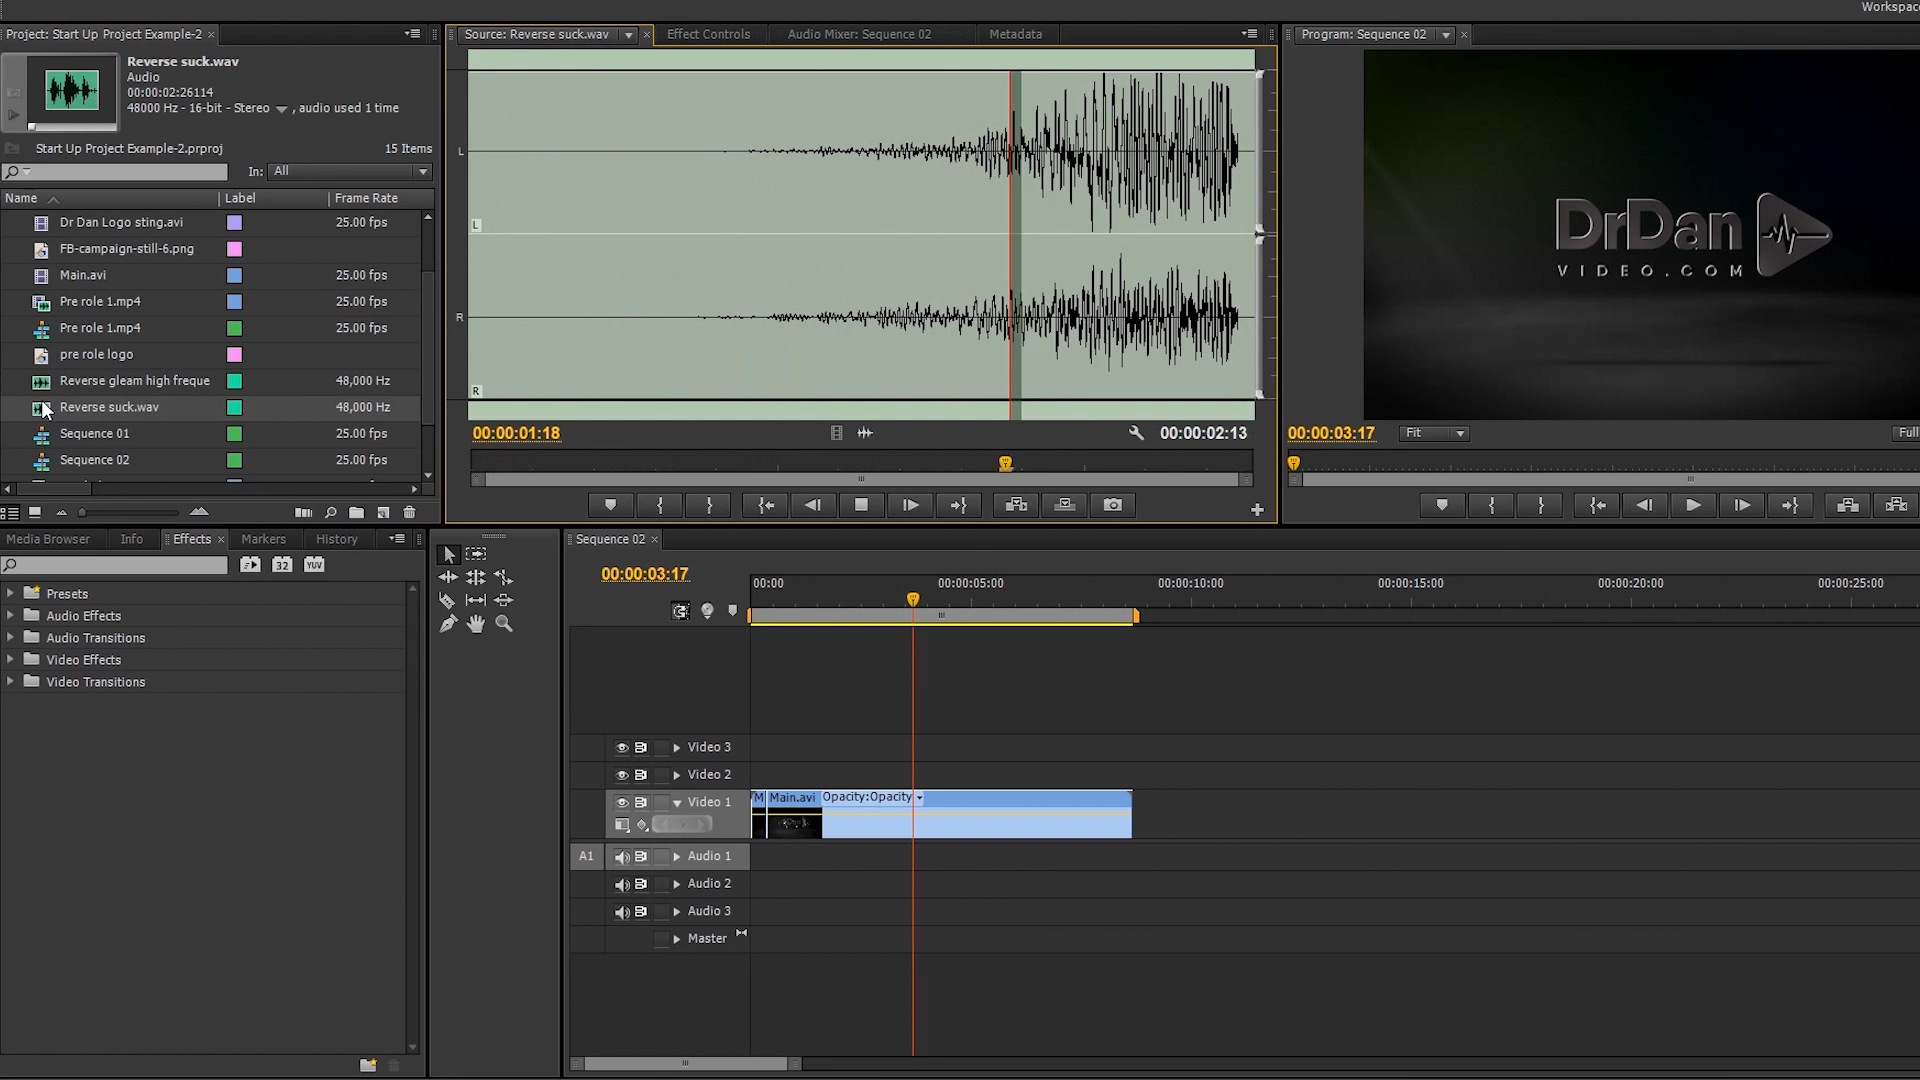 Workspac
Project: Start Up Project Example-2
Reverse suck.wav
Audio
00:00:02:26114
48000 Hz - 16-bit - Stereo , audio used 1 time
Start Up Project Example-2.prproj
15 Items
In: All
Name
Label
Frame Rate
Dr Dan Logo sting.avi
25.00 fps
FB-campaign-still-6.png
Main.avi
25.00 fps
Pre role 1.mp4
25.00 fps
Pre role 1.mp4
25.00 fps
pre role logo
Reverse gleam high freque
48,000 Hz
Reverse suck.wav
48,000 Hz
Sequence 01
25.00 fps
Sequence 02
25.00 fps
Source: Reverse suck.wav
Effect Controls
Audio Mixer: Sequence 02
Metadata
L
L
R
R
00:00:01:18
00:00:02:13
Program: Sequence 02
DrDan
VIDEO.COM
00:00:03:17
Fit
Full
Media Browser
Info
Effects
Markers
History
32
YUV
Presets
Audio Effects
Audio Transitions
Video Effects
Video Transitions
Sequence 02
00:00:03:17
00:00
00:00:05:00
00:00:10:00
00:00:15:00
00:00:20:00
00:00:25:00
Video 3
Video 2
Video 1
M
Main.avi
Opacity:Opacity
A1
Audio 1
Audio 2
Audio 3
Master